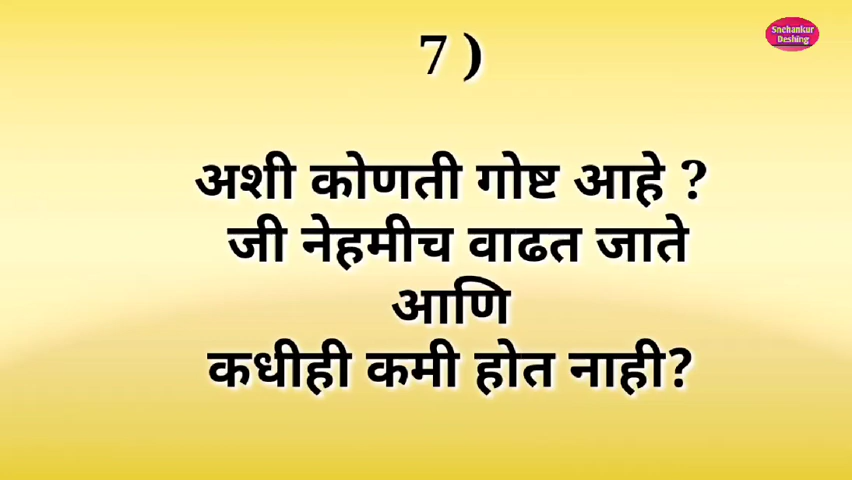 Snehankur
Deshing
7 )
अशी कोणती गोष्ट आहे ?
जी नेहमीच वाढत जाते
आणि
कधीही कमी होत नाही?